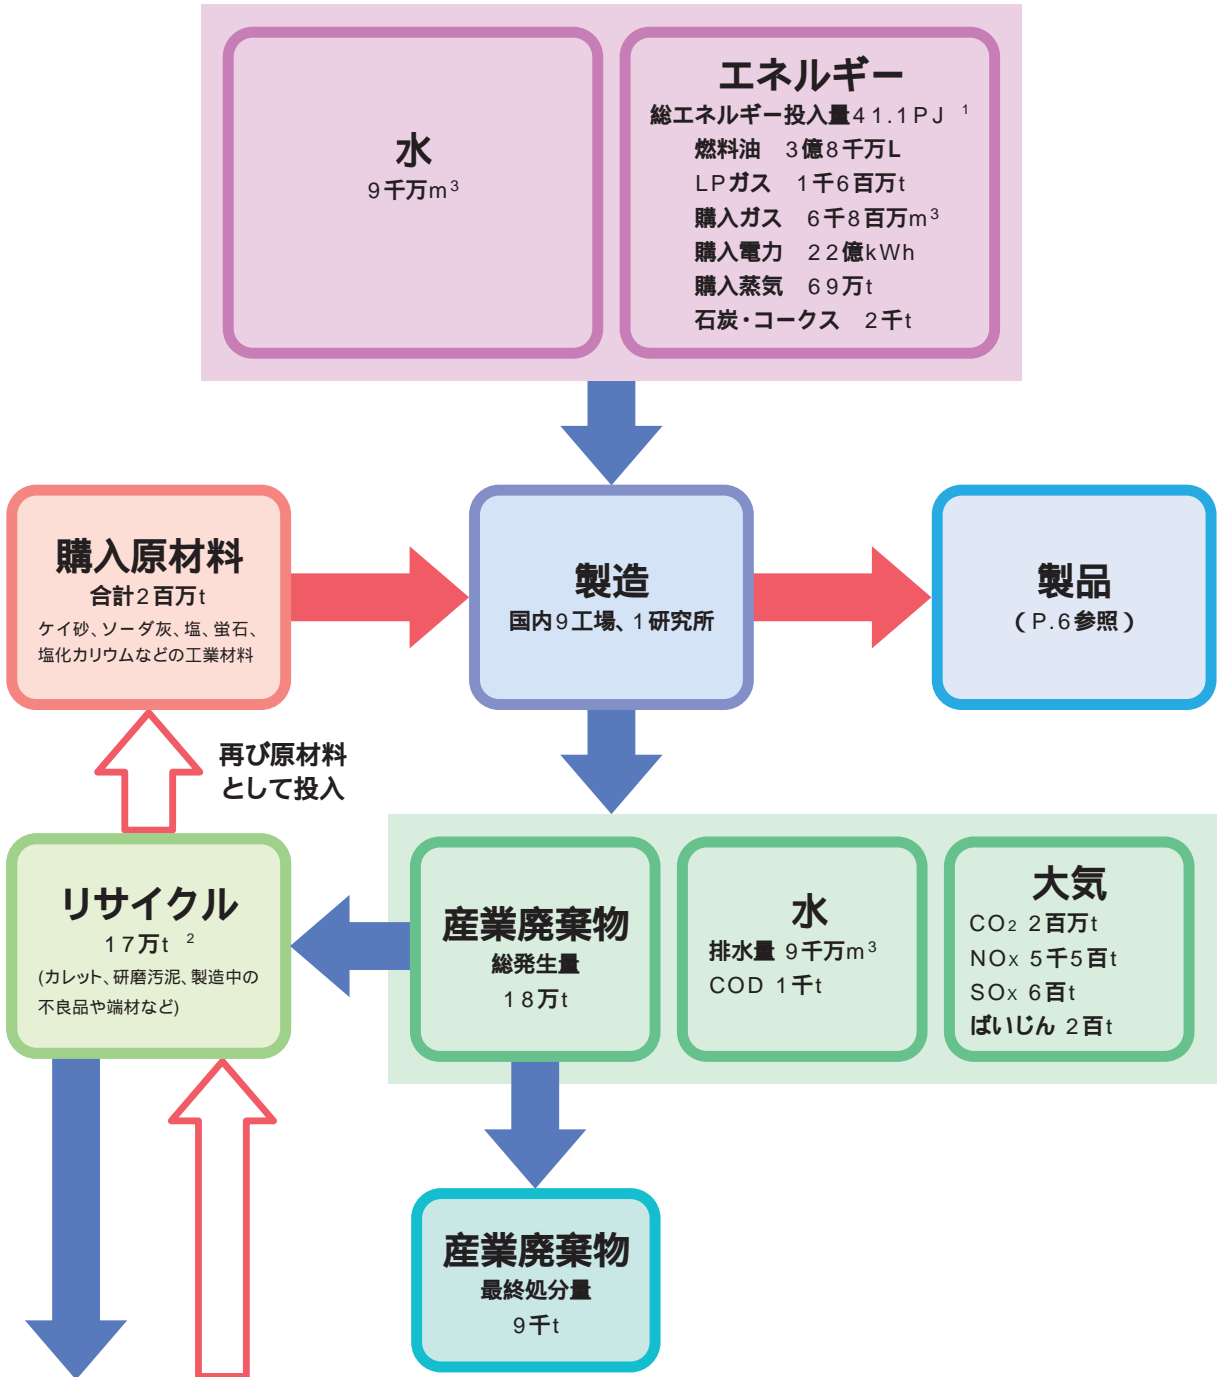 水
9千万m³
エネルギー
総エネルギー投入量41.1PJ 1
燃料油 3億8千万L
LPガス 1千6百万t
購入ガス 6千8百万m³
購入電力 22億kWh
購入蒸気 69万t
石炭・コークス 2千t
購入原材料
合計2百万t
ケイ砂、ソーダ灰、塩、蛍石、
塩化カリウムなどの工業材料
製造
国内9工場、1研究所
製品
(P.6参照)
再び原材料
として投入
リサイクル
17万t 2
(カレット、研磨汚泥、製造中の
不良品や端材など)
産業廃棄物
総発生量
18万t
水
排水量 9千万m³
COD 1千t
大気
CO₂ 2百万t
NOx 5千5百t
SOx 6百t
ばいじん 2百t
産業廃棄物
最終処分量
9千t